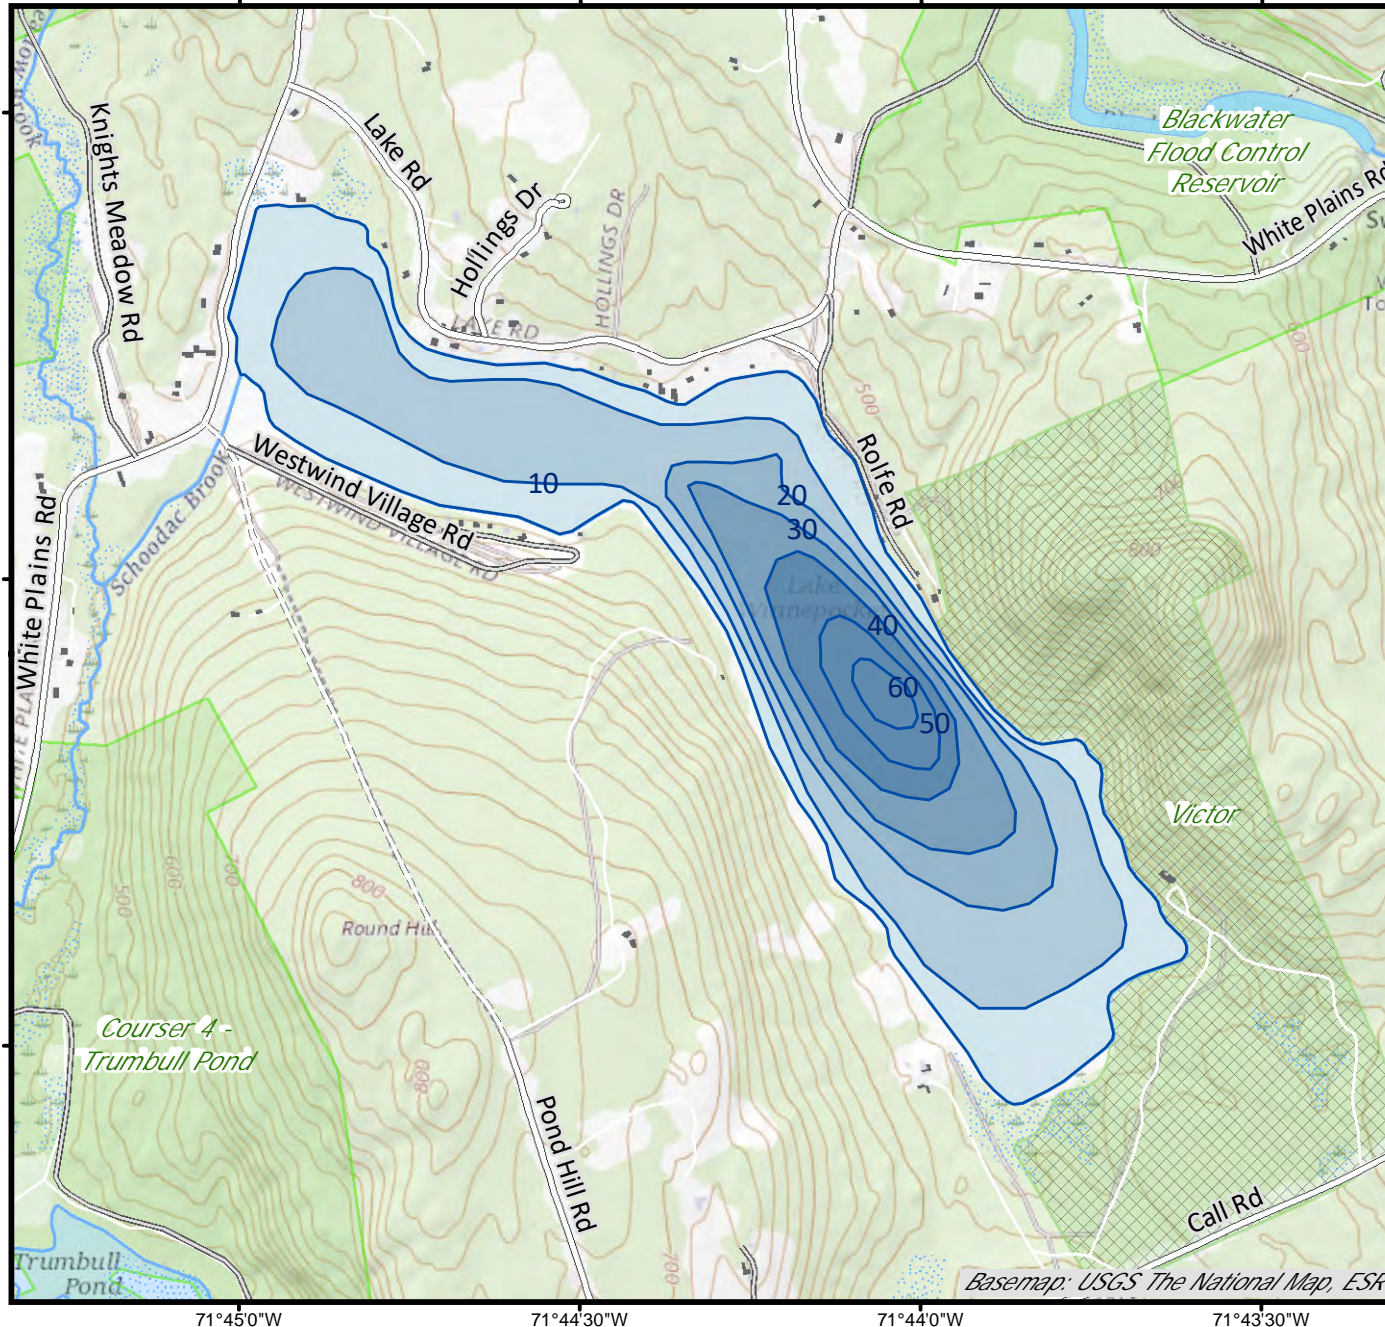 Knights Meadow Rd
Lake Rd
Hollings Dr
HOLLINGS DR
LAKE RD
Blackwater
Flood Control
Reservoir
White Plains Rd
500
Rolfe Rd
600
Westwind Village Rd
WESTWIND VILLAGE RD
Schoodac Brook
White Plains Rd
10
20
30
40
60
50
Lake
800
Victor
500
600
700
800
Round Hill
Courser 4 -
Trumbull Pond
800
Pond Hill Rd
700
Call Rd
Trumbull
Pond
Basemap: USGS The National Map, ESR
71°45'0"W
71°44'30"W
71°44'0"W
71°43'30"W